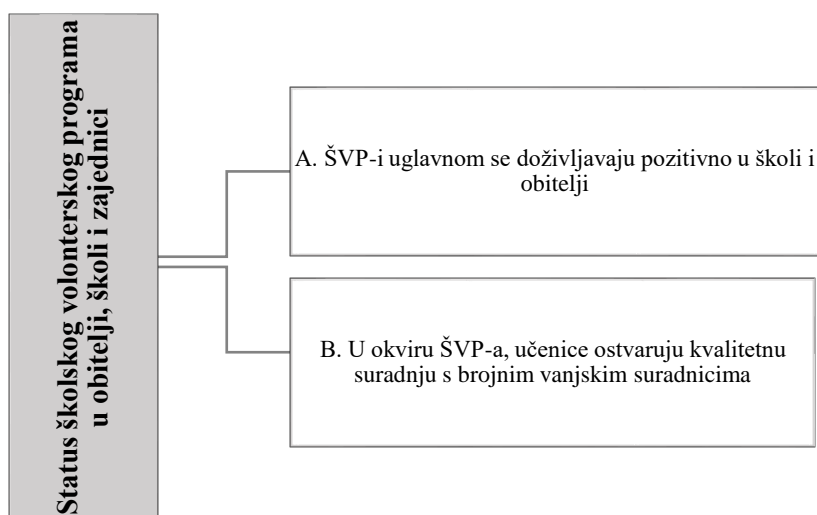 Status školskog volonterskog programa
u obitelji, školi i zajednici
A. ŠVP-i uglavnom se doživljavaju pozitivno u školi i
obitelji
B. U okviru ŠVP-a, učenice ostvaruju kvalitetnu
suradnju s brojnim vanjskim suradnicima